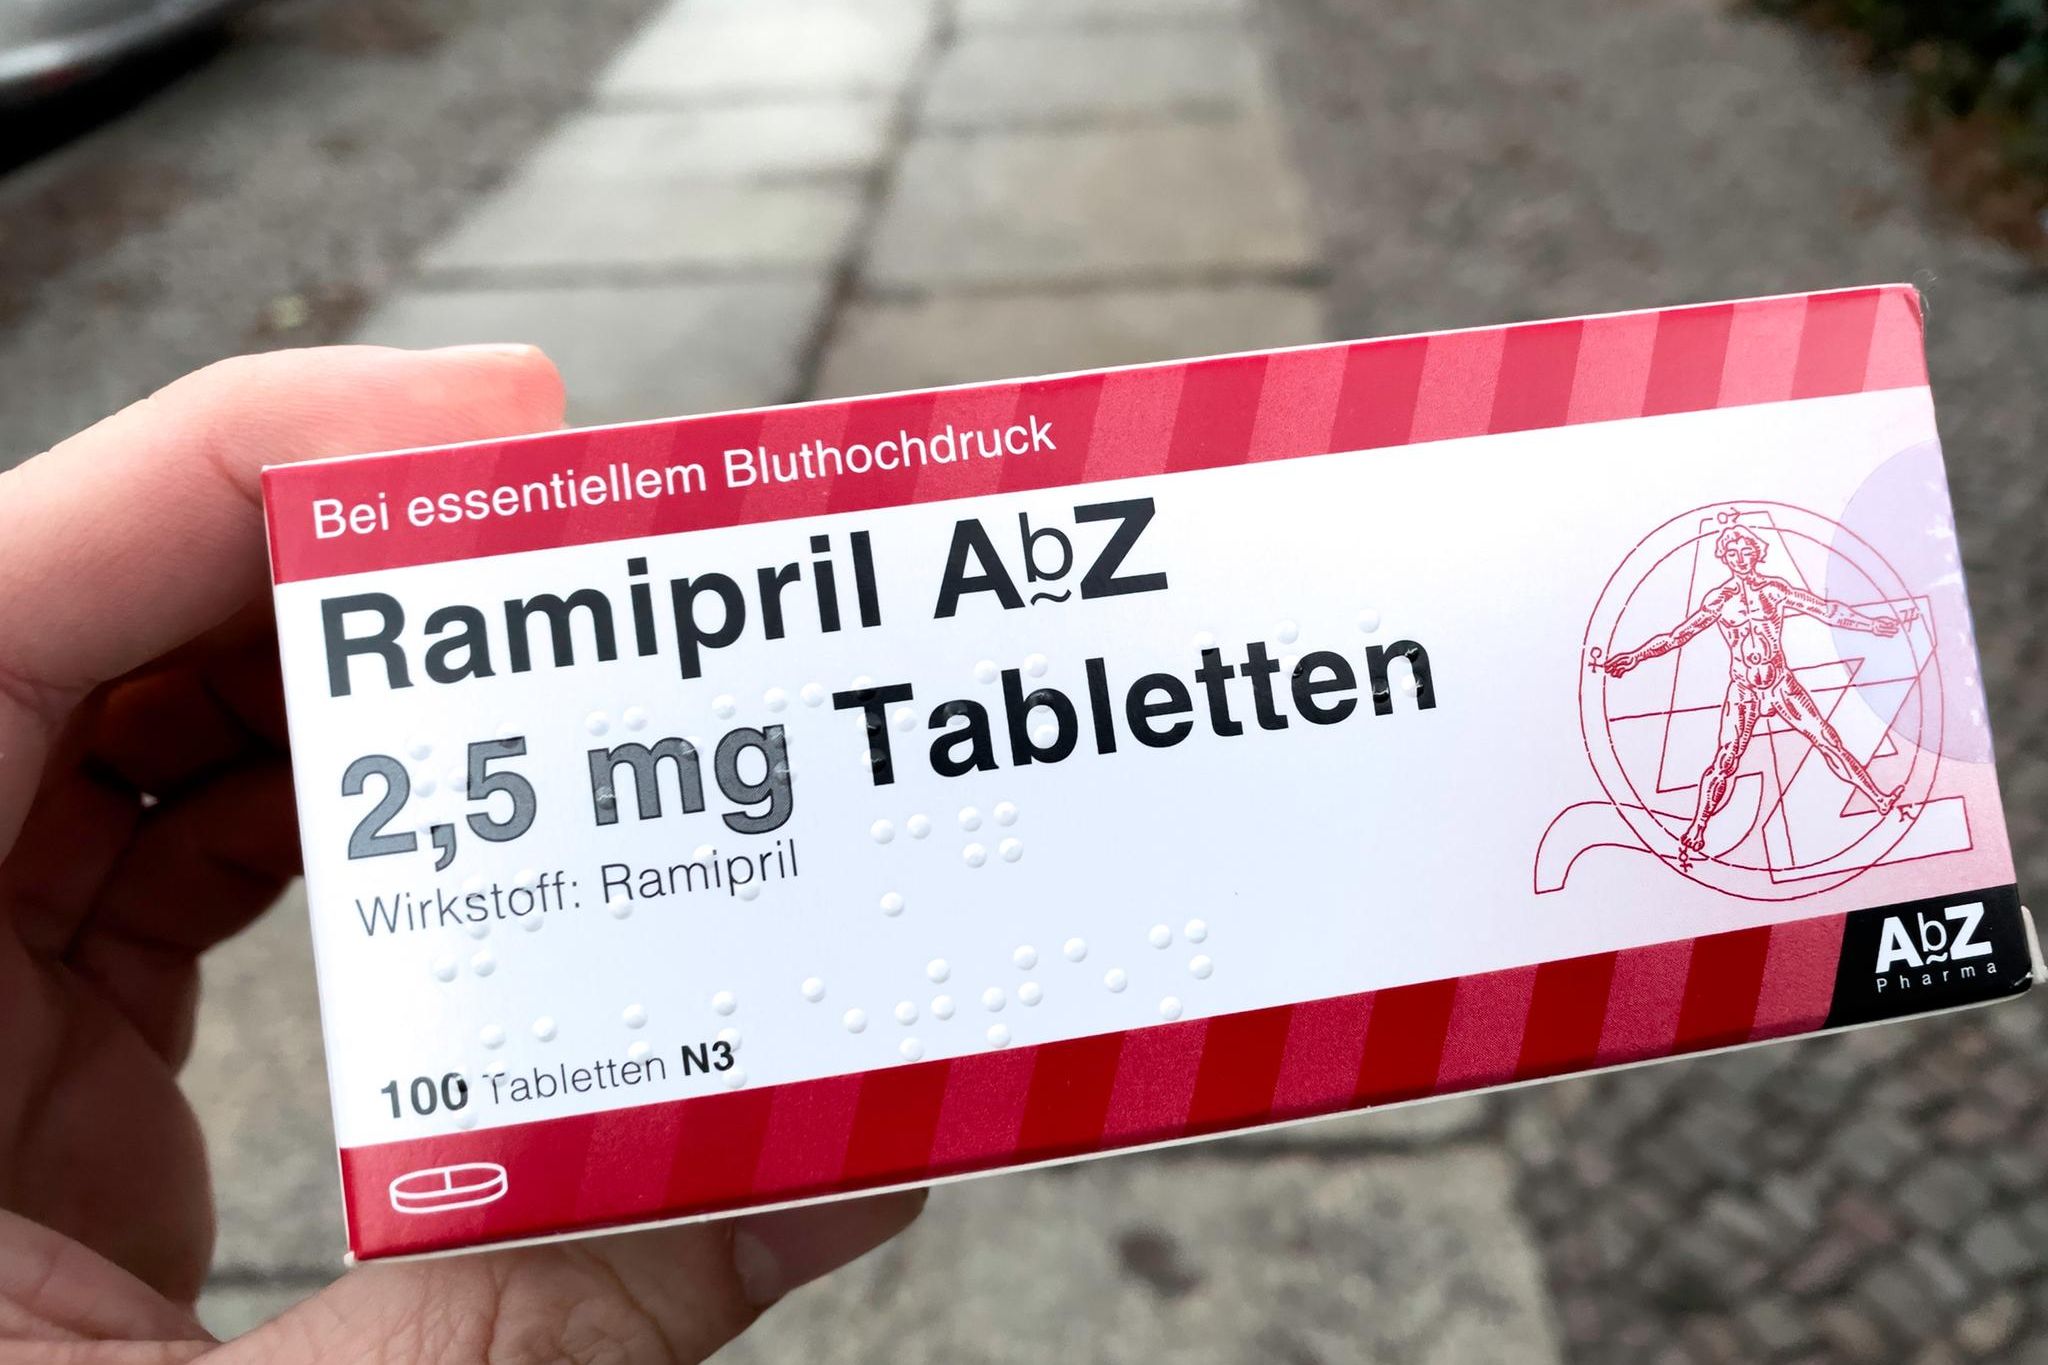 Bei essentiellem Bluthochdruck
Ramipril AbZ
2,5 mg Tabletten
Wirkstoff: Ramipril
100 Tabletten N3
AbZ
Pharma